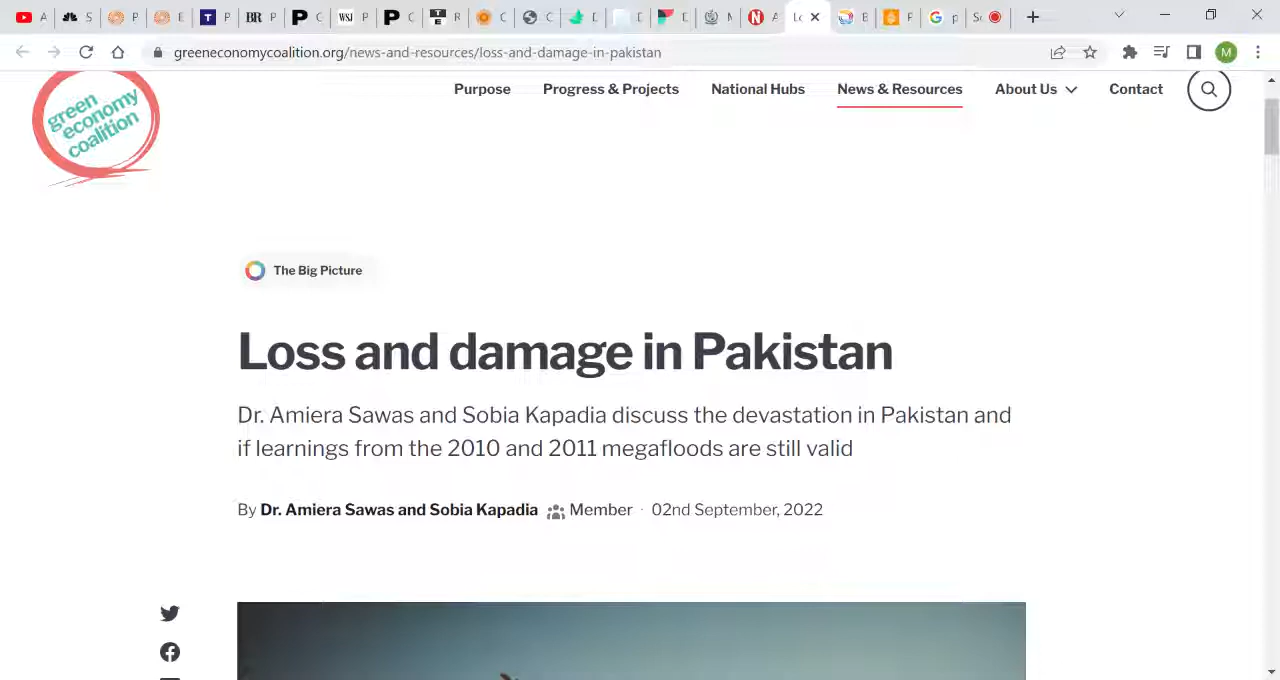 A
S
P
E
P
P
C
P
C
R
C
C
D
D
D
M
A
Lo
B
F
p
Sc
greeneconomycoalition.org/news-and-resources/loss-and-damage-in-pakistan
M
green
economy
coalition
Purpose
Progress & Projects
National Hubs
News & Resources
About Us
Contact
The Big Picture
Loss and damage in Pakistan
Dr. Amiera Sawas and Sobia Kapadia discuss the devastation in Pakistan and
if learnings from the 2010 and 2011 megafloods are still valid
By Dr. Amiera Sawas and Sobia Kapadia Member · 02nd September, 2022